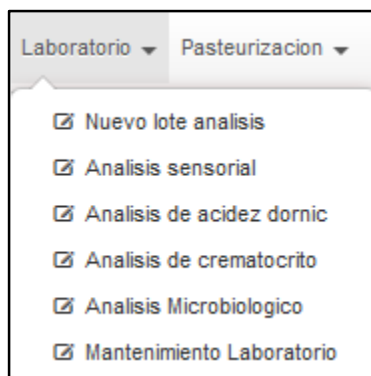 Laboratorio Pasteurizacion
Nuevo lote analisis
Analisis sensorial
Analisis de acidez dornic
Analisis de crematocrito
Analisis Microbiologico
Mantenimiento Laboratorio